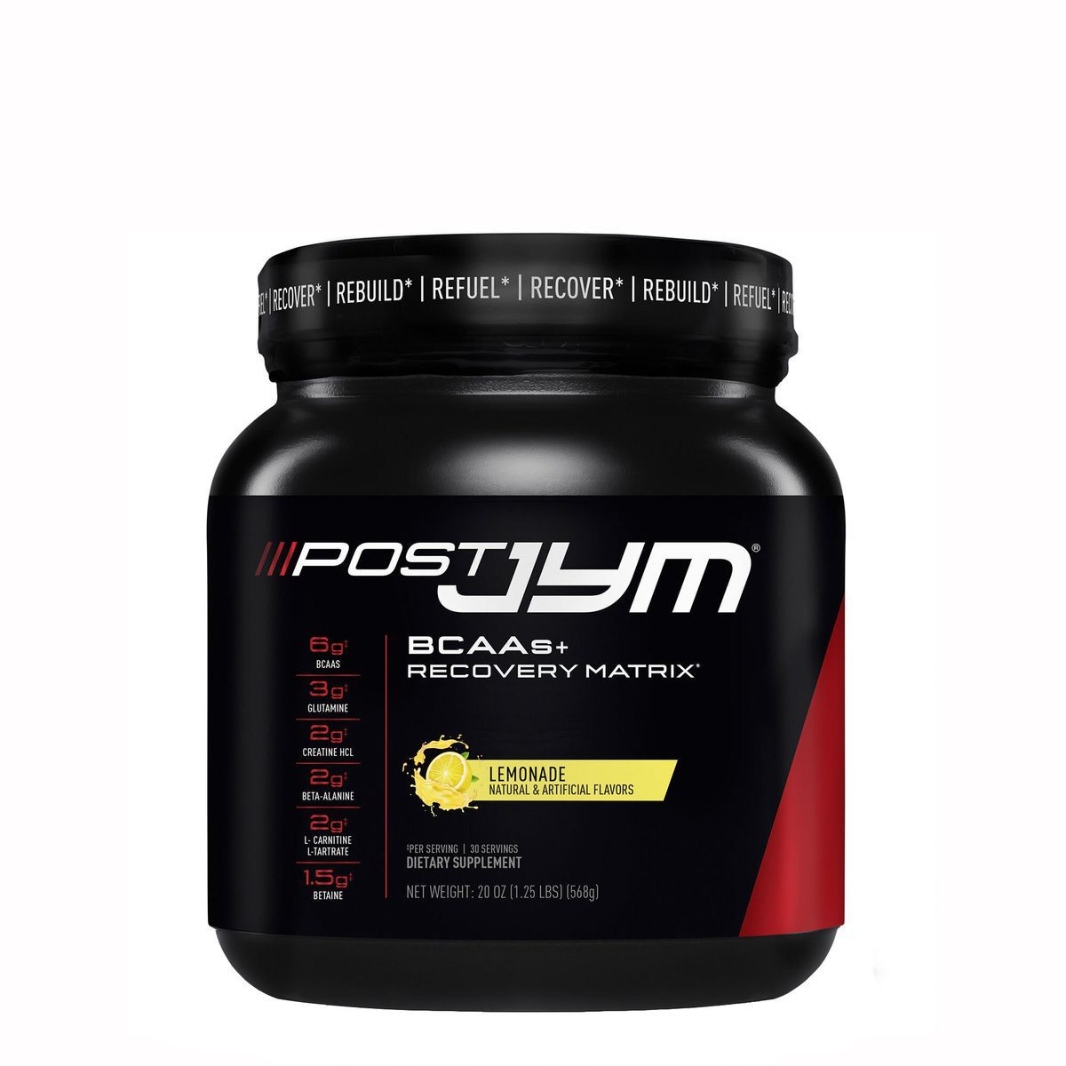 RECOVER* | REBUILD* | REFUEL* | RECOVER* | REBUILD* | REFUEL* |
///POST JYM®
BCAAs+
RECOVERY MATRIX*
6g‡
BCAAS
3g‡
GLUTAMINE
2g‡
CREATINE HCL
2g‡
BETA-ALANINE
2g‡
L- CARNITINE
L-TARTRATE
1.5g‡
BETAINE
LEMONADE
NATURAL & ARTIFICIAL FLAVORS
‡PER SERVING | 30 SERVINGS
DIETARY SUPPLEMENT
NET WEIGHT: 20 OZ (1.25 LBS) (568g)